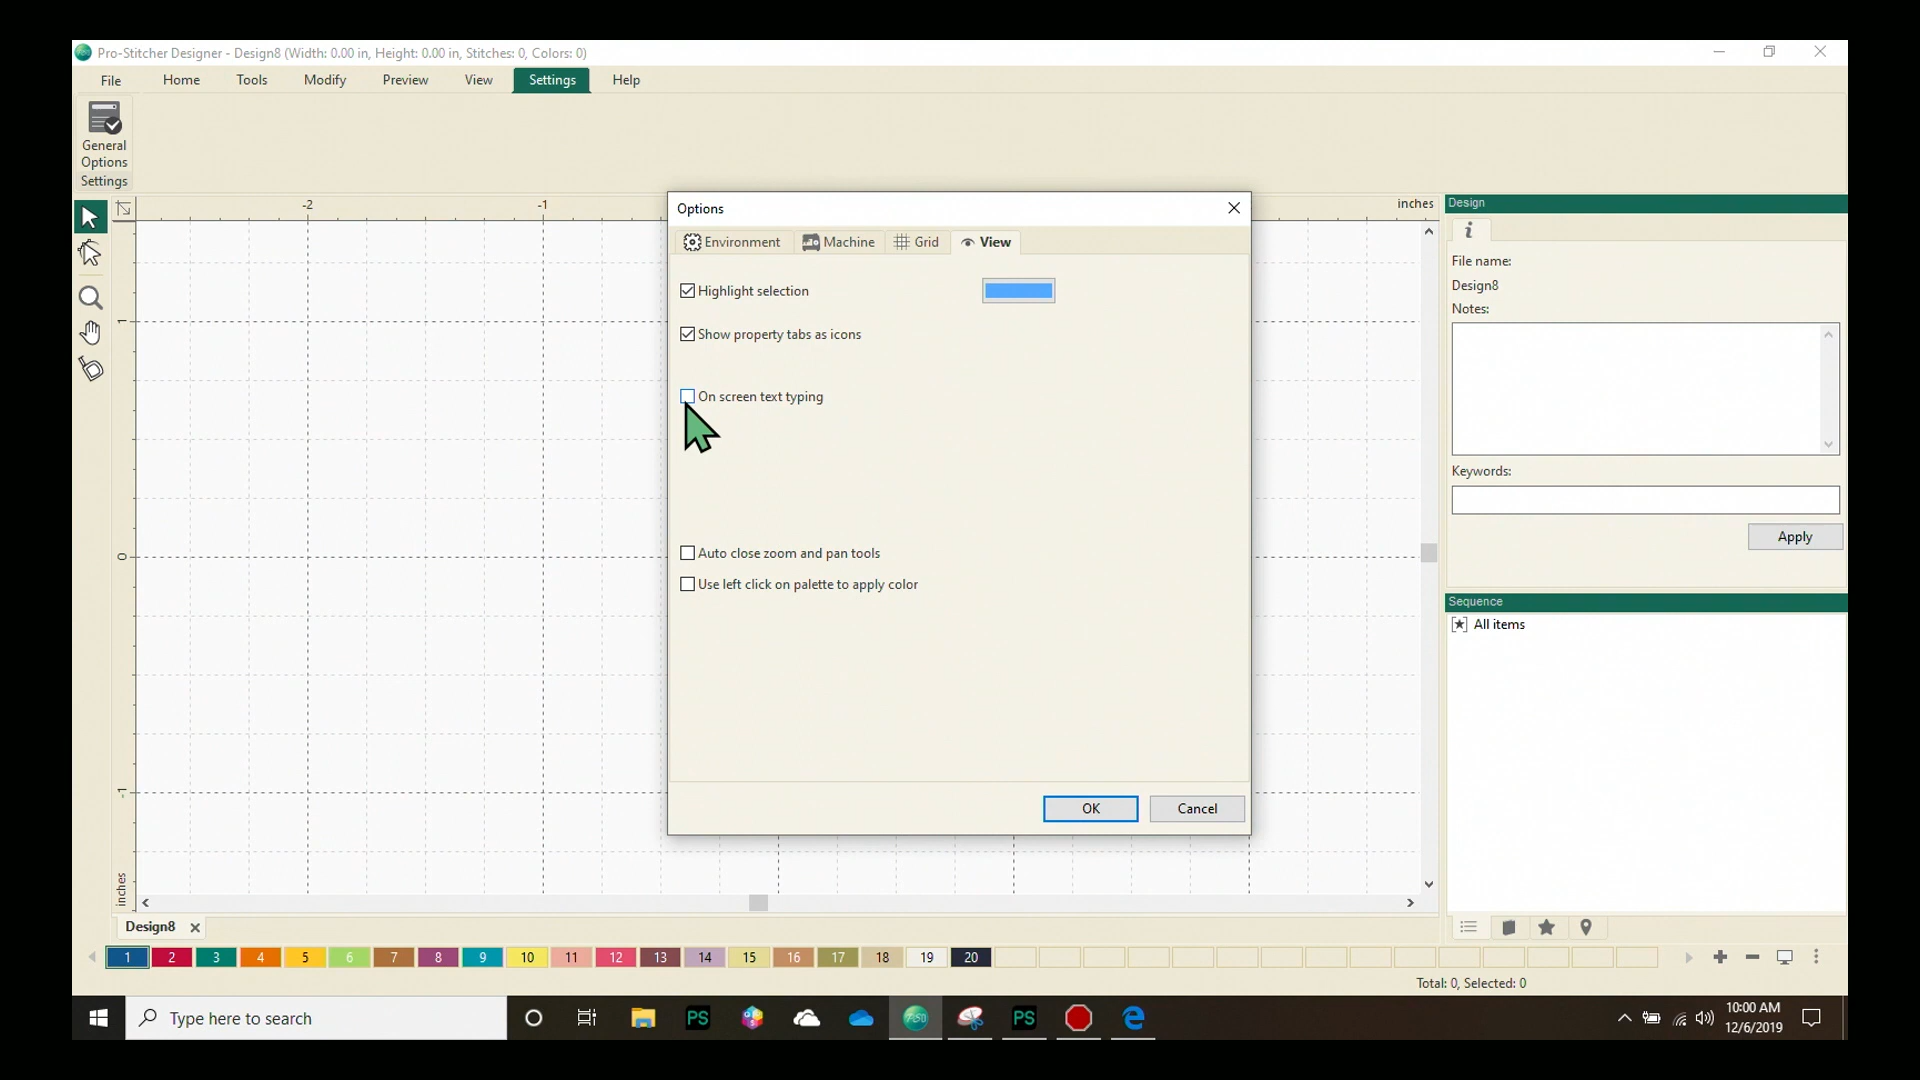 Pro-Stitcher Designer - Design8 (Width: 0.00 in, Height: 0.00 in, Stitches: 0, Colors: 0)
File Home Tools Modify Preview View Settings Help
General
Options
Settings
-2 -1 inches
1
0
-1
inches
Options
Environment Machine Grid View
Highlight selection
Show property tabs as icons
On screen text typing
Auto close zoom and pan tools
Use left click on palette to apply color
OK Cancel
Design
i
File name:
Design8
Notes:
Keywords:
Apply
Sequence
All items
Design8
1 2 3 4 5 6 7 8 9 10 11 12 13 14 15 16 17 18 19 20
Total: 0, Selected: 0
Type here to search
PS
PSD
PS
10:00 AM
12/6/2019